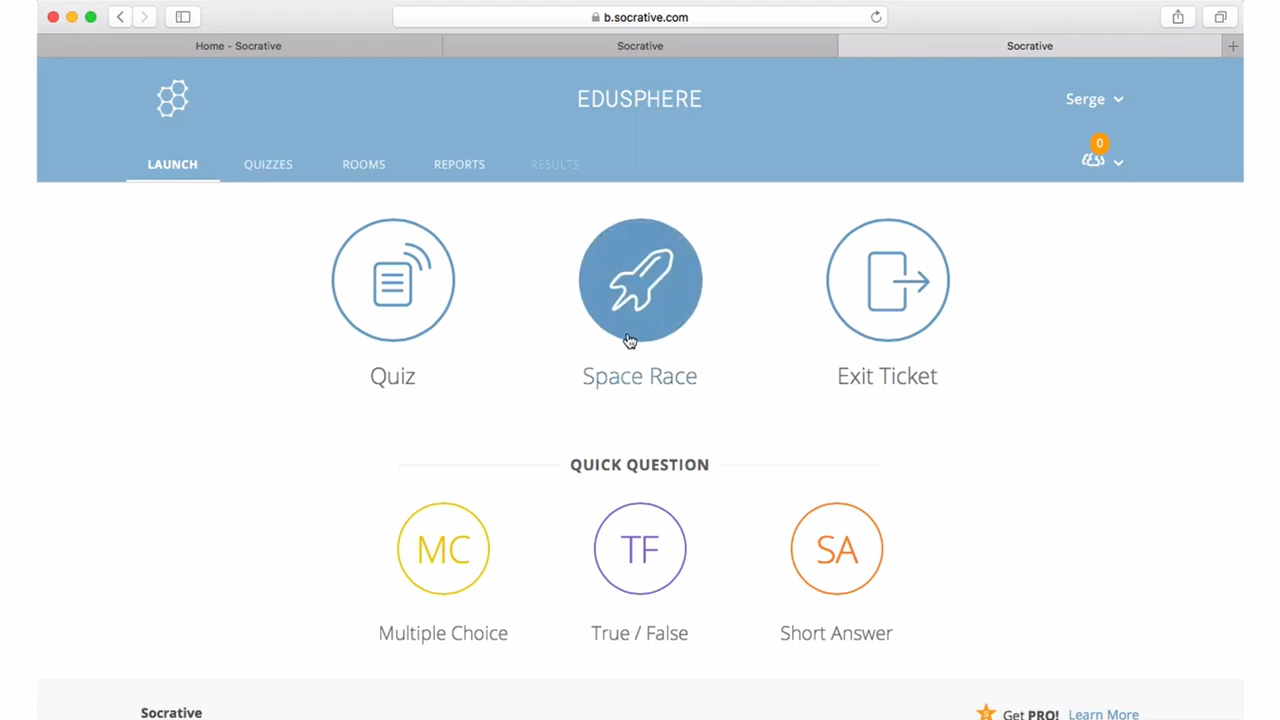 b.socrative.com
Home - Socrative
Socrative
Socrative
EDUSPHERE
Serge
0
LAUNCH
QUIZZES
ROOMS
REPORTS
RESULTS
Quiz
Space Race
Exit Ticket
QUICK QUESTION
MC
TF
SA
Multiple Choice
True / False
Short Answer
Socrative
Get PRO! Learn More